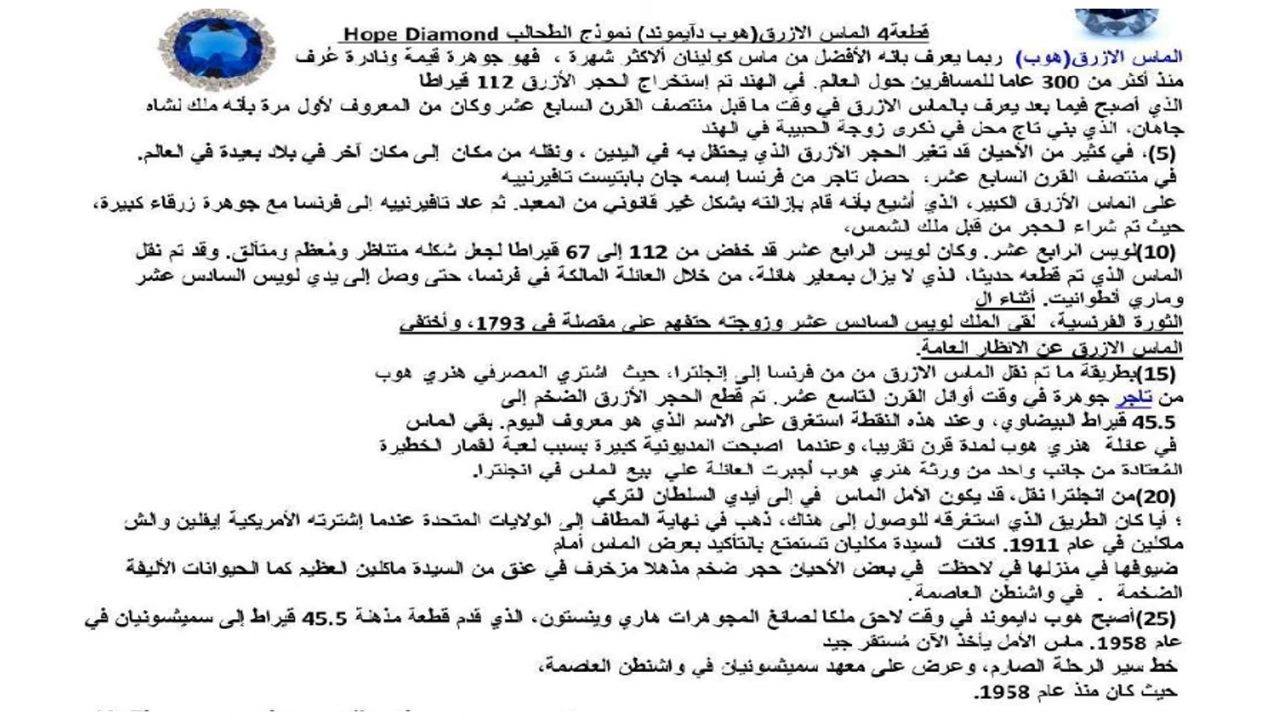 قطعة4 الماس الازرق(هوب دآيموند) نموذج الطحالب Hope Diamond
الماس الازرق(هوب) ربما يعرف بانه الأفضل من ماس كولينان ألاكثر شهرة ، فهو جوهرة قيمة ونادرة عُرف
منذ أكثر من 300 عاما للمسافرين حول العالم. في الهند تم إستخراج الحجر الأزرق 112 قيراطا
الذي أصبح فيما بعد يعرف بالماس الازرق في وقت ما قبل منتصف القرن السابع عشر وكان من المعروف لأول مرة بأنه ملك لشاه
جاهان، الذي بني تاج محل في ذكرى زوجة الحبيبة في الهند
(5)، في كثير من الأحيان قد تغير الحجر الأزرق الذي يحتفل به في اليدين ، ونقله من مكان إلى مكان آخر في بلاد بعيدة في العالم.
في منتصف القرن السابع عشر، حصل تاجر من فرنسا إسمه جان بابتيست تافيرنييه
على الماس الأزرق الكبير، الذي أشيع بأنه قام بإزالته بشكل غير قانوني من المعبد. ثم عاد تافيرنييه إلى فرنسا مع جوهرة زرقاء كبيرة،
حيث تم شراء الحجر من قبل ملك الشمس،
(10)لويس الرابع عشر. وكان لويس الرابع عشر قد خفض من 112 إلى 67 قيراطا لجعل شكله متناظر ومُعظم ومتألق. وقد تم نقل
الماس الذي تم قطعه حديثا، الذي لا يزال بمعاير هائلة، من خلال العائلة المالكة في فرنسا، حتى وصل إلى يدي لويس السادس عشر
وماري أنطوانيت. أثناء ال
الثورة الفرنسية، لقي الملك لويس السادس عشر وزوجته حتفهم على مقصلة في 1793، وأختفي
الماس الازرق عن الانظار العامة.
(15)بطريقة ما تم نقل الماس الازرق من من فرنسا إلى إنجلترا، حيث اشتري المصرفي هنري هوب
من تاجر جوهرة في وقت أوائل القرن التاسع عشر. تم قطع الحجر الأزرق الضخم إلى
45.5 قيراط البيضاوي، وعند هذه النقطة استغرق على الاسم الذي هو معروف اليوم. بقي الماس
في عائلة هنري هوب لمدة قرن تقريبا، وعندما اصبحت المديونية كبيرة بسبب لعبة لقمار الخطيرة
المُعتادة من جانب واحد من ورثة هنري هوب أجبرت العائلة علي بيع الماس في انجلترا.
(20)من انجلترا نقل، قد يكون الأمل الماس في إلى أيدي السلطان التركي
؛ أيا كان الطريق الذي استغرقه للوصول إلى هناك، ذهب في نهاية المطاف إلى الولايات المتحدة عندما إشترته الأمريكية إيفلين والش
ماكلين في عام 1911. كانت السيدة مكليان تستمتع بالتأكيد بعرض الماس أمام
ضيوفها في منزلها في لاحظت في بعض الأحيان حجر ضخم مذهلا مزخرف في عنق من السيدة ماكلين العظيم كما الحيوانات الأليفة
الضخمة . في واشنطن العاصمة.
(25)أصبح هوب دايموند في وقت لاحق ملكا لصانغ المجوهرات هاري وينستون، الذي قدم قطعة مذهلة 45.5 قيراط إلى سميثسونيان في
عام 1958. ماس الأمل يأخذ الآن مُستقر جيد
خط سير الرحلة الصارم، وعرض على معهد سميثسونيان في واشنطن العاصمة،
حيث كان منذ عام 1958.